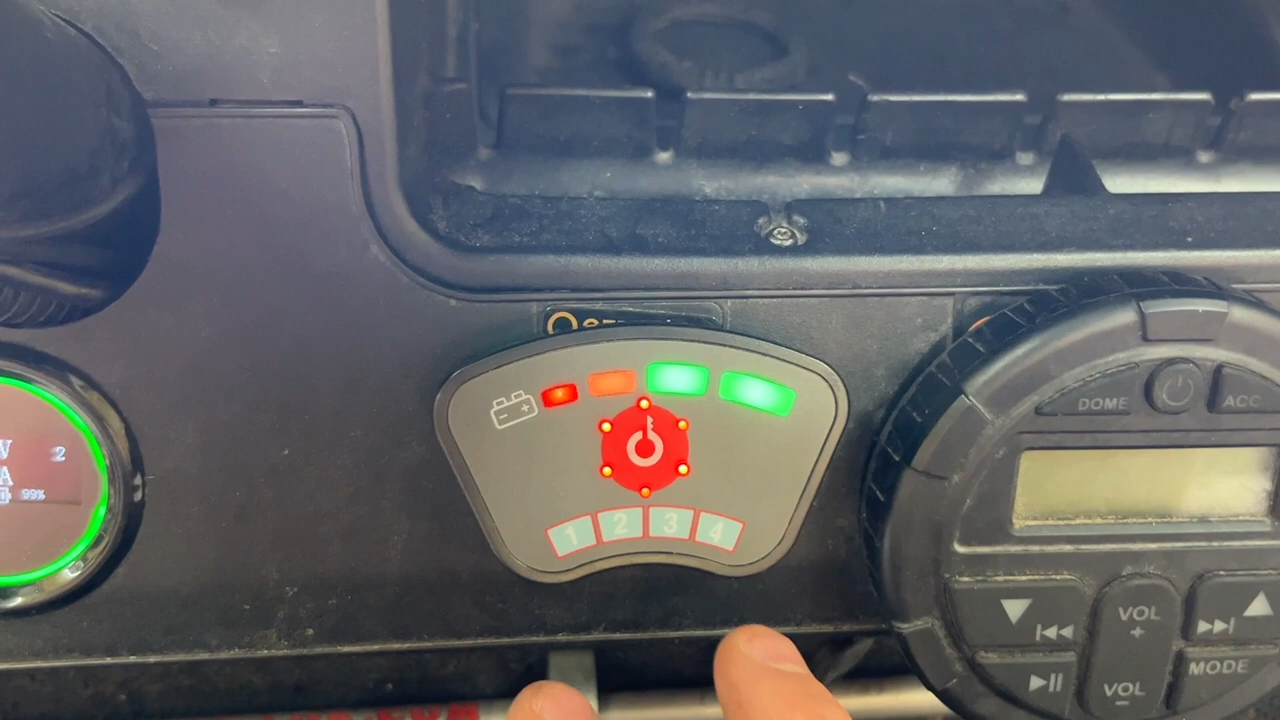 V 2
A
99%
1 2 3 4
DOME
ACC
VOL
+
VOL
−
MODE